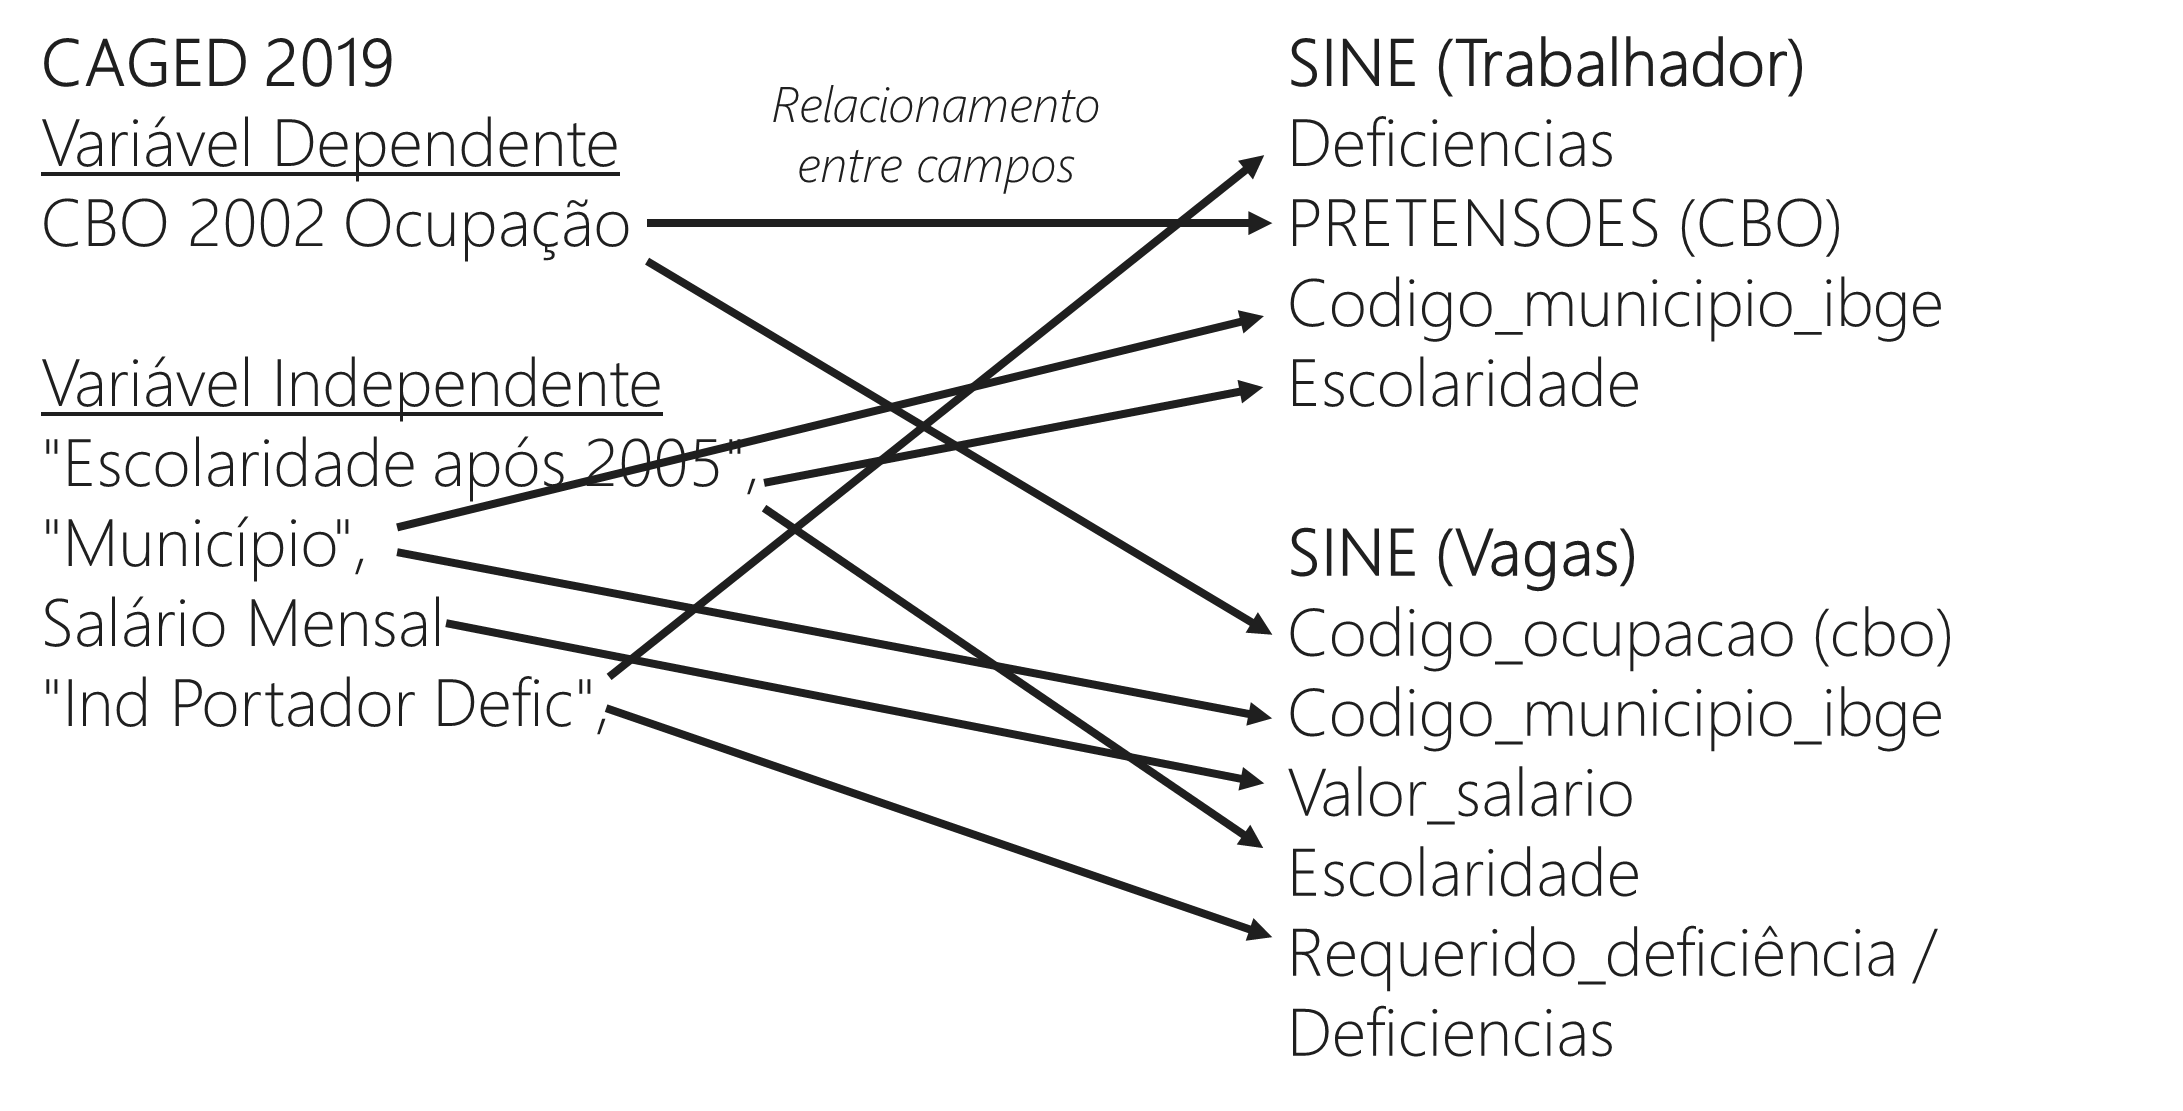 CAGED 2019
Variável Dependente
CBO 2002 Ocupação
Variável Independente
"Escolaridade após 2005",
"Município",
Salário Mensal
"Ind Portador Defic",
Relacionamento
entre campos
SINE (Trabalhador)
Deficiencias
PRETENSOES (CBO)
Codigo_municipio_ibge
Escolaridade
SINE (Vagas)
Codigo_ocupacao (cbo)
Codigo_municipio_ibge
Valor_salario
Escolaridade
Requerido_deficiência /
Deficiencias